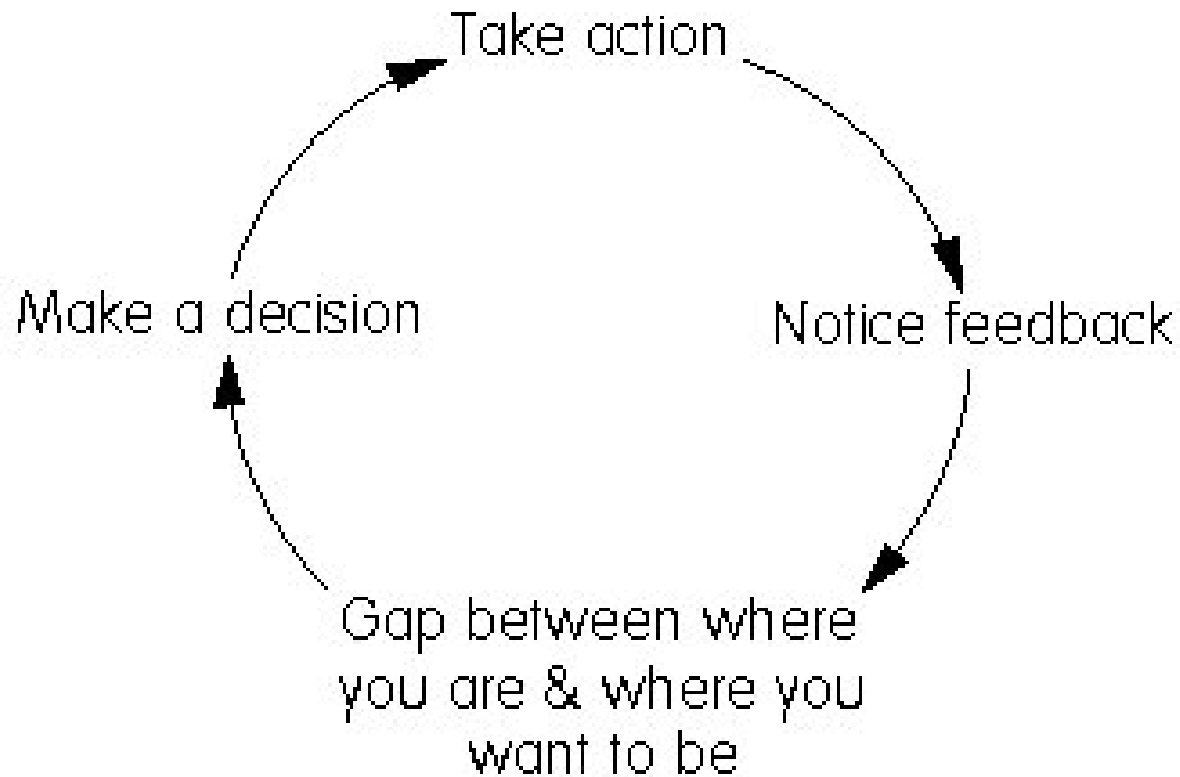 Take action
Make a decision
Notice feedback
Gap between where
you are & where you
want to be